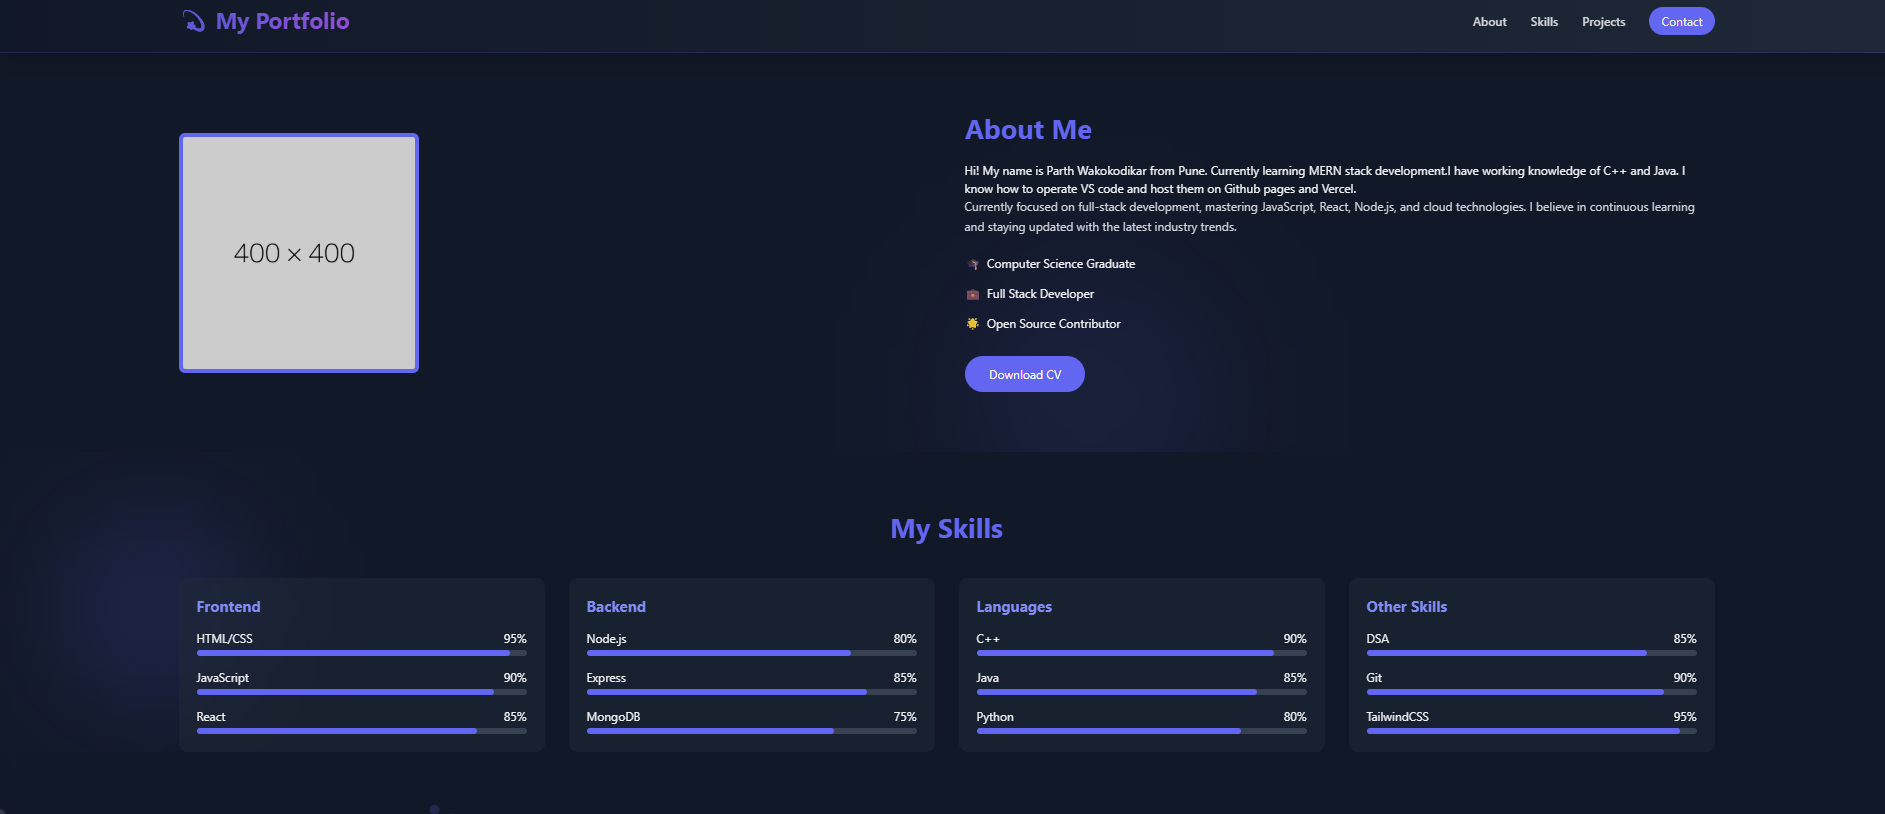 My Portfolio
About Skills Projects Contact
400 × 400
About Me
Hi! My name is Parth Wakokodikar from Pune. Currently learning MERN stack development.I have working knowledge of C++ and Java. I
know how to operate VS code and host them on Github pages and Vercel.
Currently focused on full-stack development, mastering JavaScript, React, Node.js, and cloud technologies. I believe in continuous learning
and staying updated with the latest industry trends.
Computer Science Graduate
Full Stack Developer
Open Source Contributor
Download CV
My Skills
Frontend
HTML/CSS 95%
JavaScript 90%
React 85%
Backend
Node.js 80%
Express 85%
MongoDB 75%
Languages
C++ 90%
Java 85%
Python 80%
Other Skills
DSA 85%
Git 90%
TailwindCSS 95%